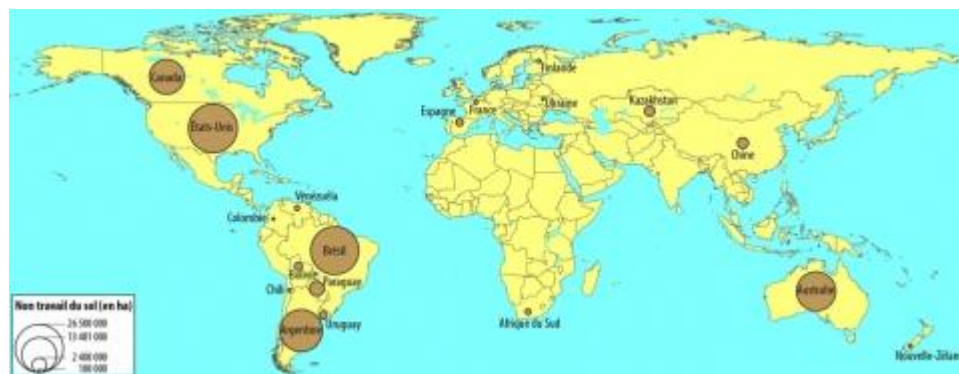 Canada
États-Unis
Finlande
Ukraine
France
Espagne
Kazakhstan
Chine
Vénézuéla
Colombie
Brésil
Bolivie
Paraguay
Chili
Argentine
Uruguay
Afrique du Sud
Australie
Nouvelle-Zélan
Non travail du sol (en ha)
26 500 000
13 481 000
2 400 000
100 000